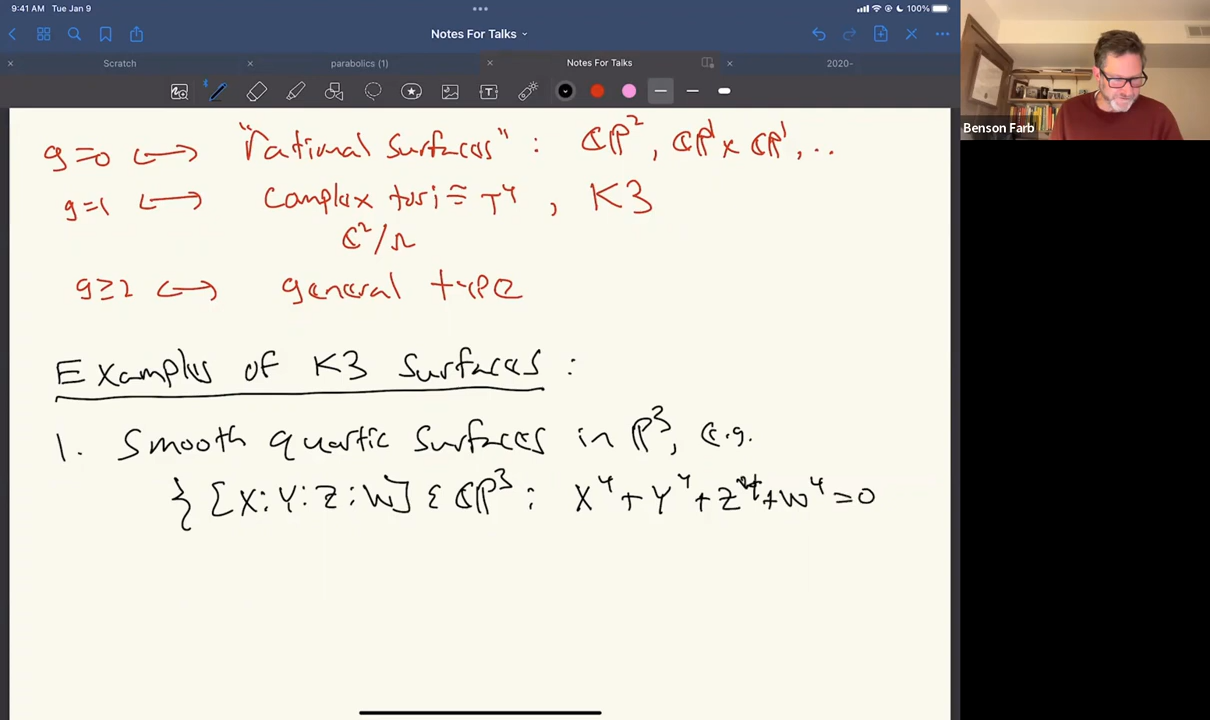 9:41 AM Tue Jan 9
100%
Notes For Talks
Scratch
parabolics (1)
Notes For Talks
2020-
g=0 ⟷ "rational surfaces" : ℂP², ℂP¹ × ℂP¹, ...
g=1 ⟷ complex tori ≅ T⁴, K3
ℂ²/Λ
g≥2 ⟷ general type
Examples of K3 surfaces :
1. Smooth quartic surfaces in P³, e.g.
{ [X:Y:Z:W] ∈ ℂP³ : X⁴+Y⁴+Z⁴+W⁴=0
Benson Farb